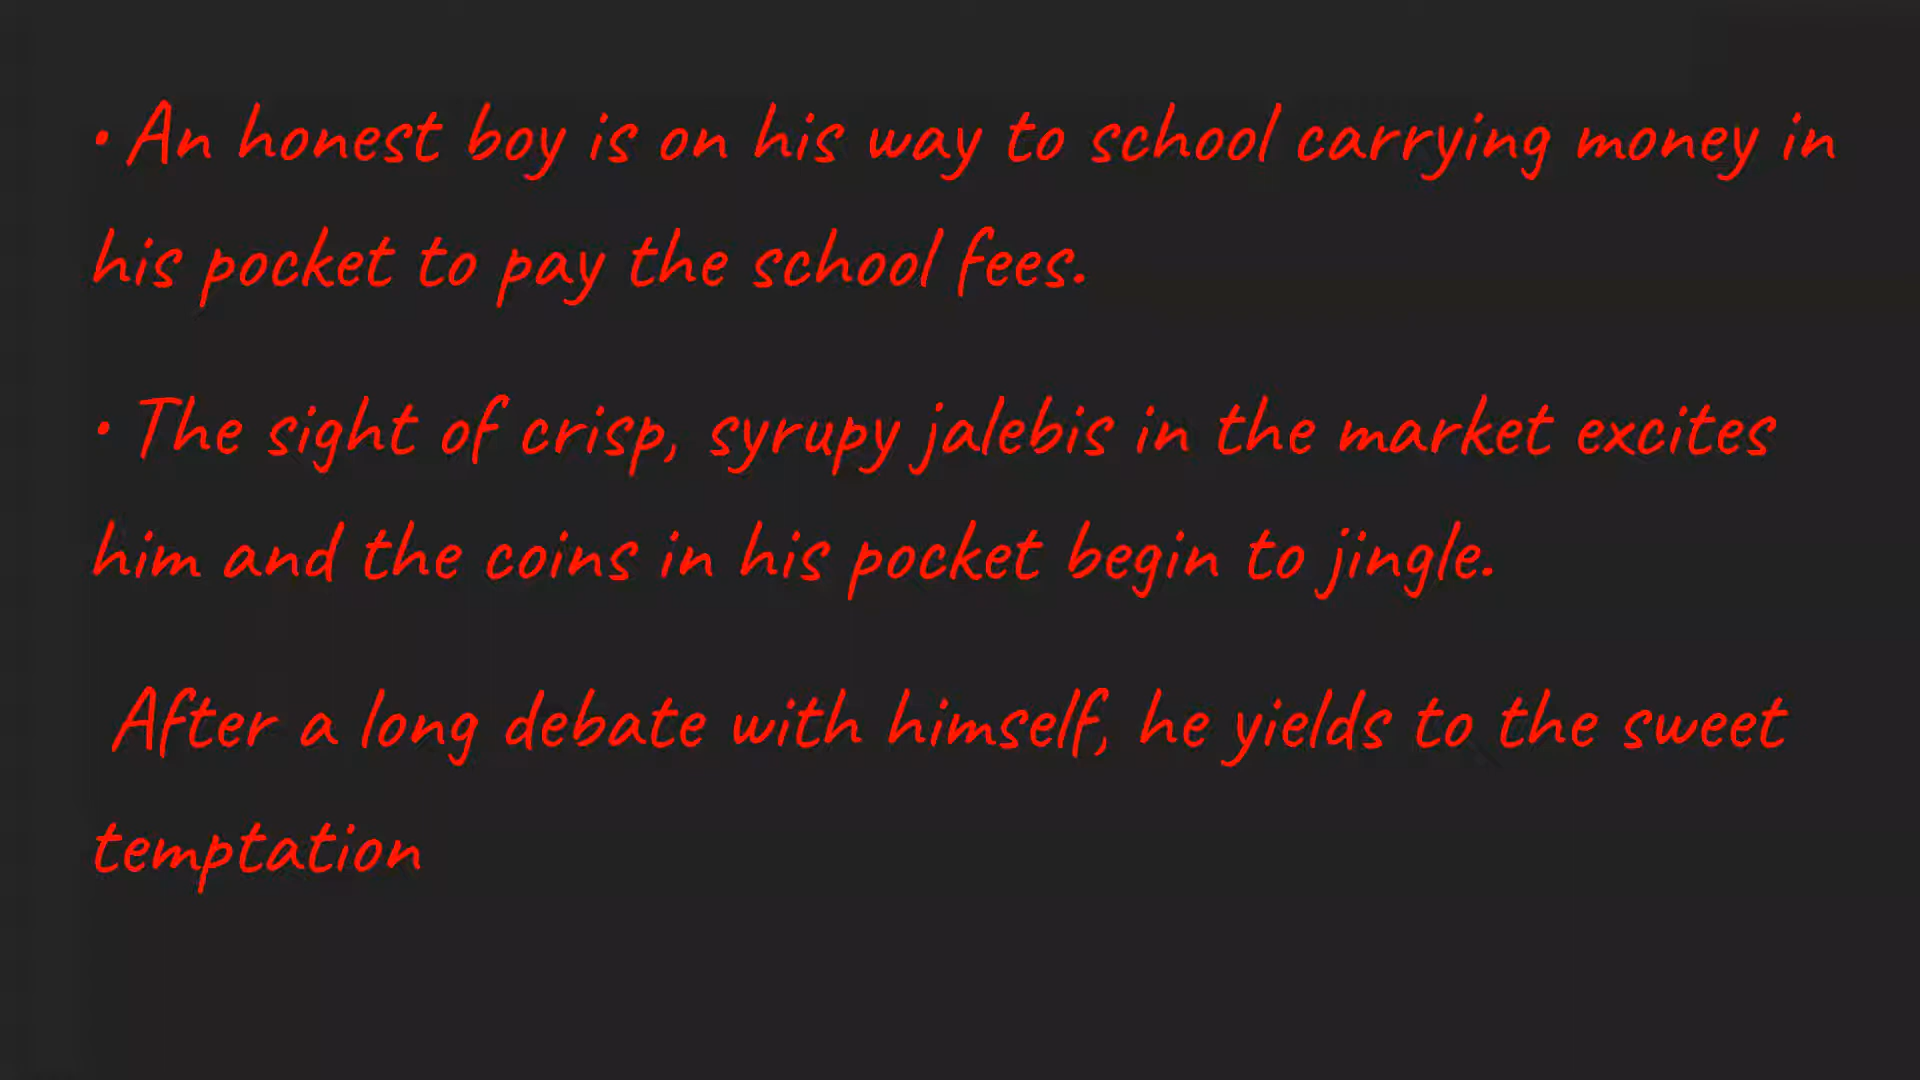 • An honest boy is on his way to school carrying money in
his pocket to pay the school fees.
• The sight of crisp, syrupy jalebis in the market excites
him and the coins in his pocket begin to jingle.
After a long debate with himself, he yields to the sweet
temptation